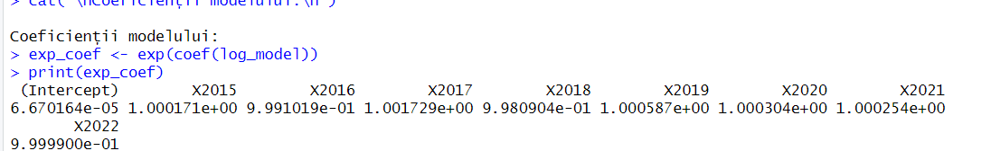 > cat( \nCoeficienții modelului:\n )
Coeficienții modelului:
> exp_coef <- exp(coef(log_model))
> print(exp_coef)
 (Intercept)        X2015        X2016        X2017        X2018        X2019        X2020        X2021
6.670164e-05 1.000171e+00 9.991019e-01 1.001729e+00 9.980904e-01 1.000587e+00 1.000304e+00 1.000254e+00
       X2022
9.999900e-01